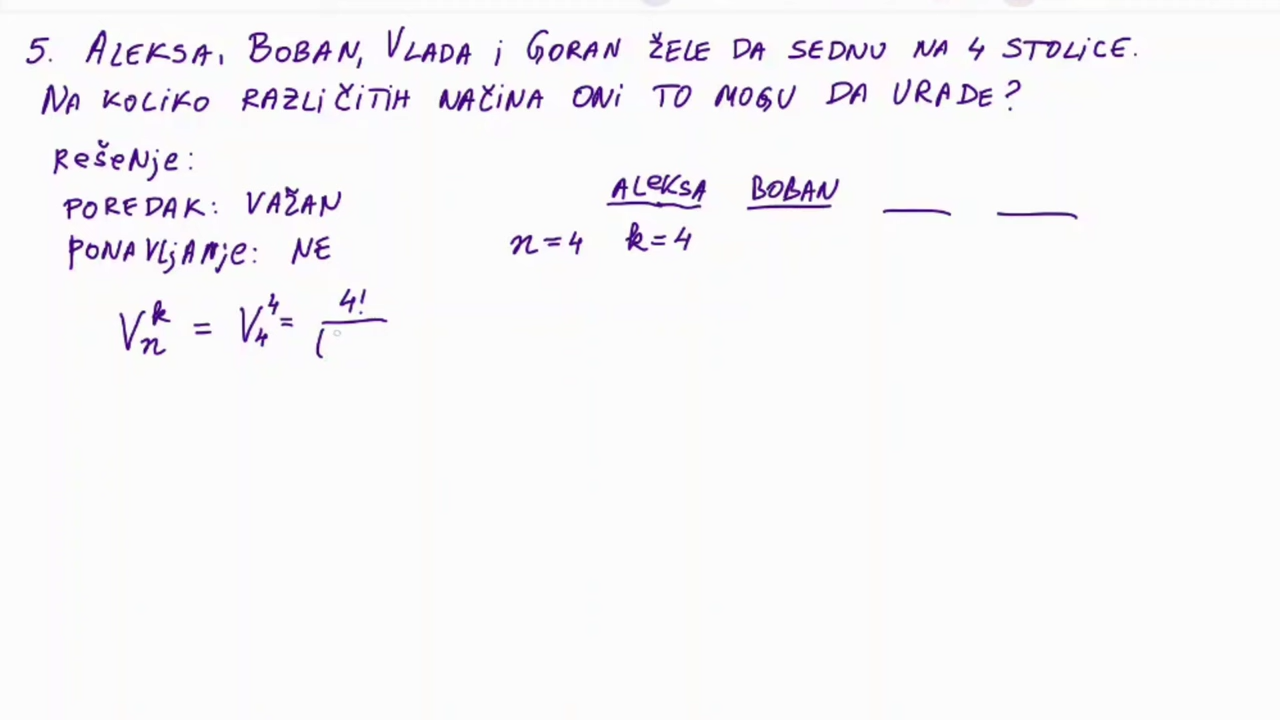 5. ALEKSA, BOBAN, VLADA i GORAN ŽELE DA SEDNU NA 4 STOLICE.
NA KOLIKO RAZLIČITIH NAČINA ONI TO MOGU DA URADE?
Rešenje:
POREDAK: VAŽAN
PONAVLjANje: NE
ALEKSA BOBAN
n=4 k=4
V_n^k = V_4^4 = 4!/(